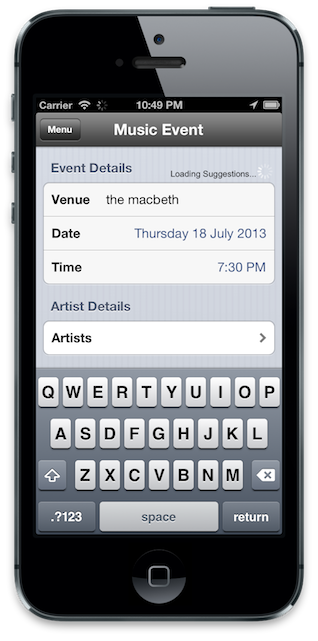 Carrier 10:49 PM
Menu Music Event
Event Details Loading Suggestions...
Venue the macbeth
Date Thursday 18 July 2013
Time 7:30 PM
Artist Details
Artists
Q W E R T Y U I O P
A S D F G H J K L
Z X C V B N M
.?123 space return